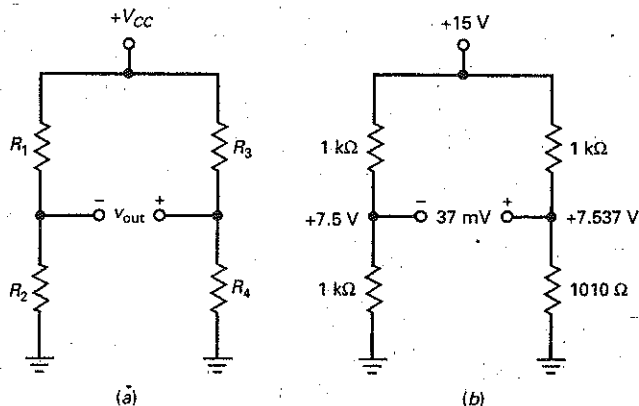 +V_CC
R1
R3
− v_out +
R2
R4
(a)
+15 V
1 kΩ
1 kΩ
+7.5 V
− 37 mV +
+7.537 V
1 kΩ
1010 Ω
(b)